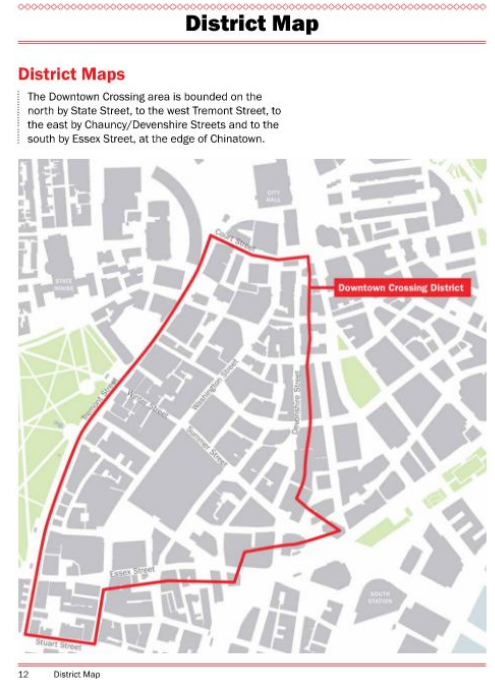 District Map
District Maps
The Downtown Crossing area is bounded on the
north by State Street, to the west Tremont Street, to
the east by Chauncy/Devenshire Streets and to the
south by Essex Street, at the edge of Chinatown.
CITY
HALL
Court Street
STATE
HOUSE
Downtown Crossing District
Washington Street
Tremont Street
Winter Street
Devonshire Street
Summer Street
Essex Street
SOUTH
STATION
Stuart Street
12 District Map